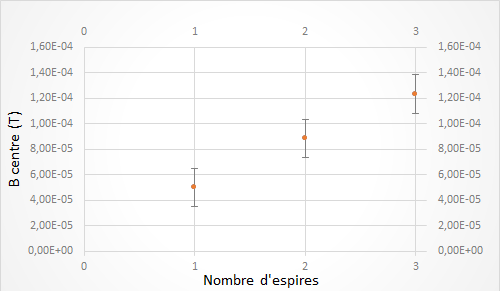 0 1 2 3
1,60E-04 1,60E-04
1,40E-04 1,40E-04
1,20E-04 1,20E-04
1,00E-04 1,00E-04
8,00E-05 8,00E-05
6,00E-05 6,00E-05
4,00E-05 4,00E-05
2,00E-05 2,00E-05
0,00E+00 0,00E+00
B centre (T)
0 1 2 3
Nombre d'espires